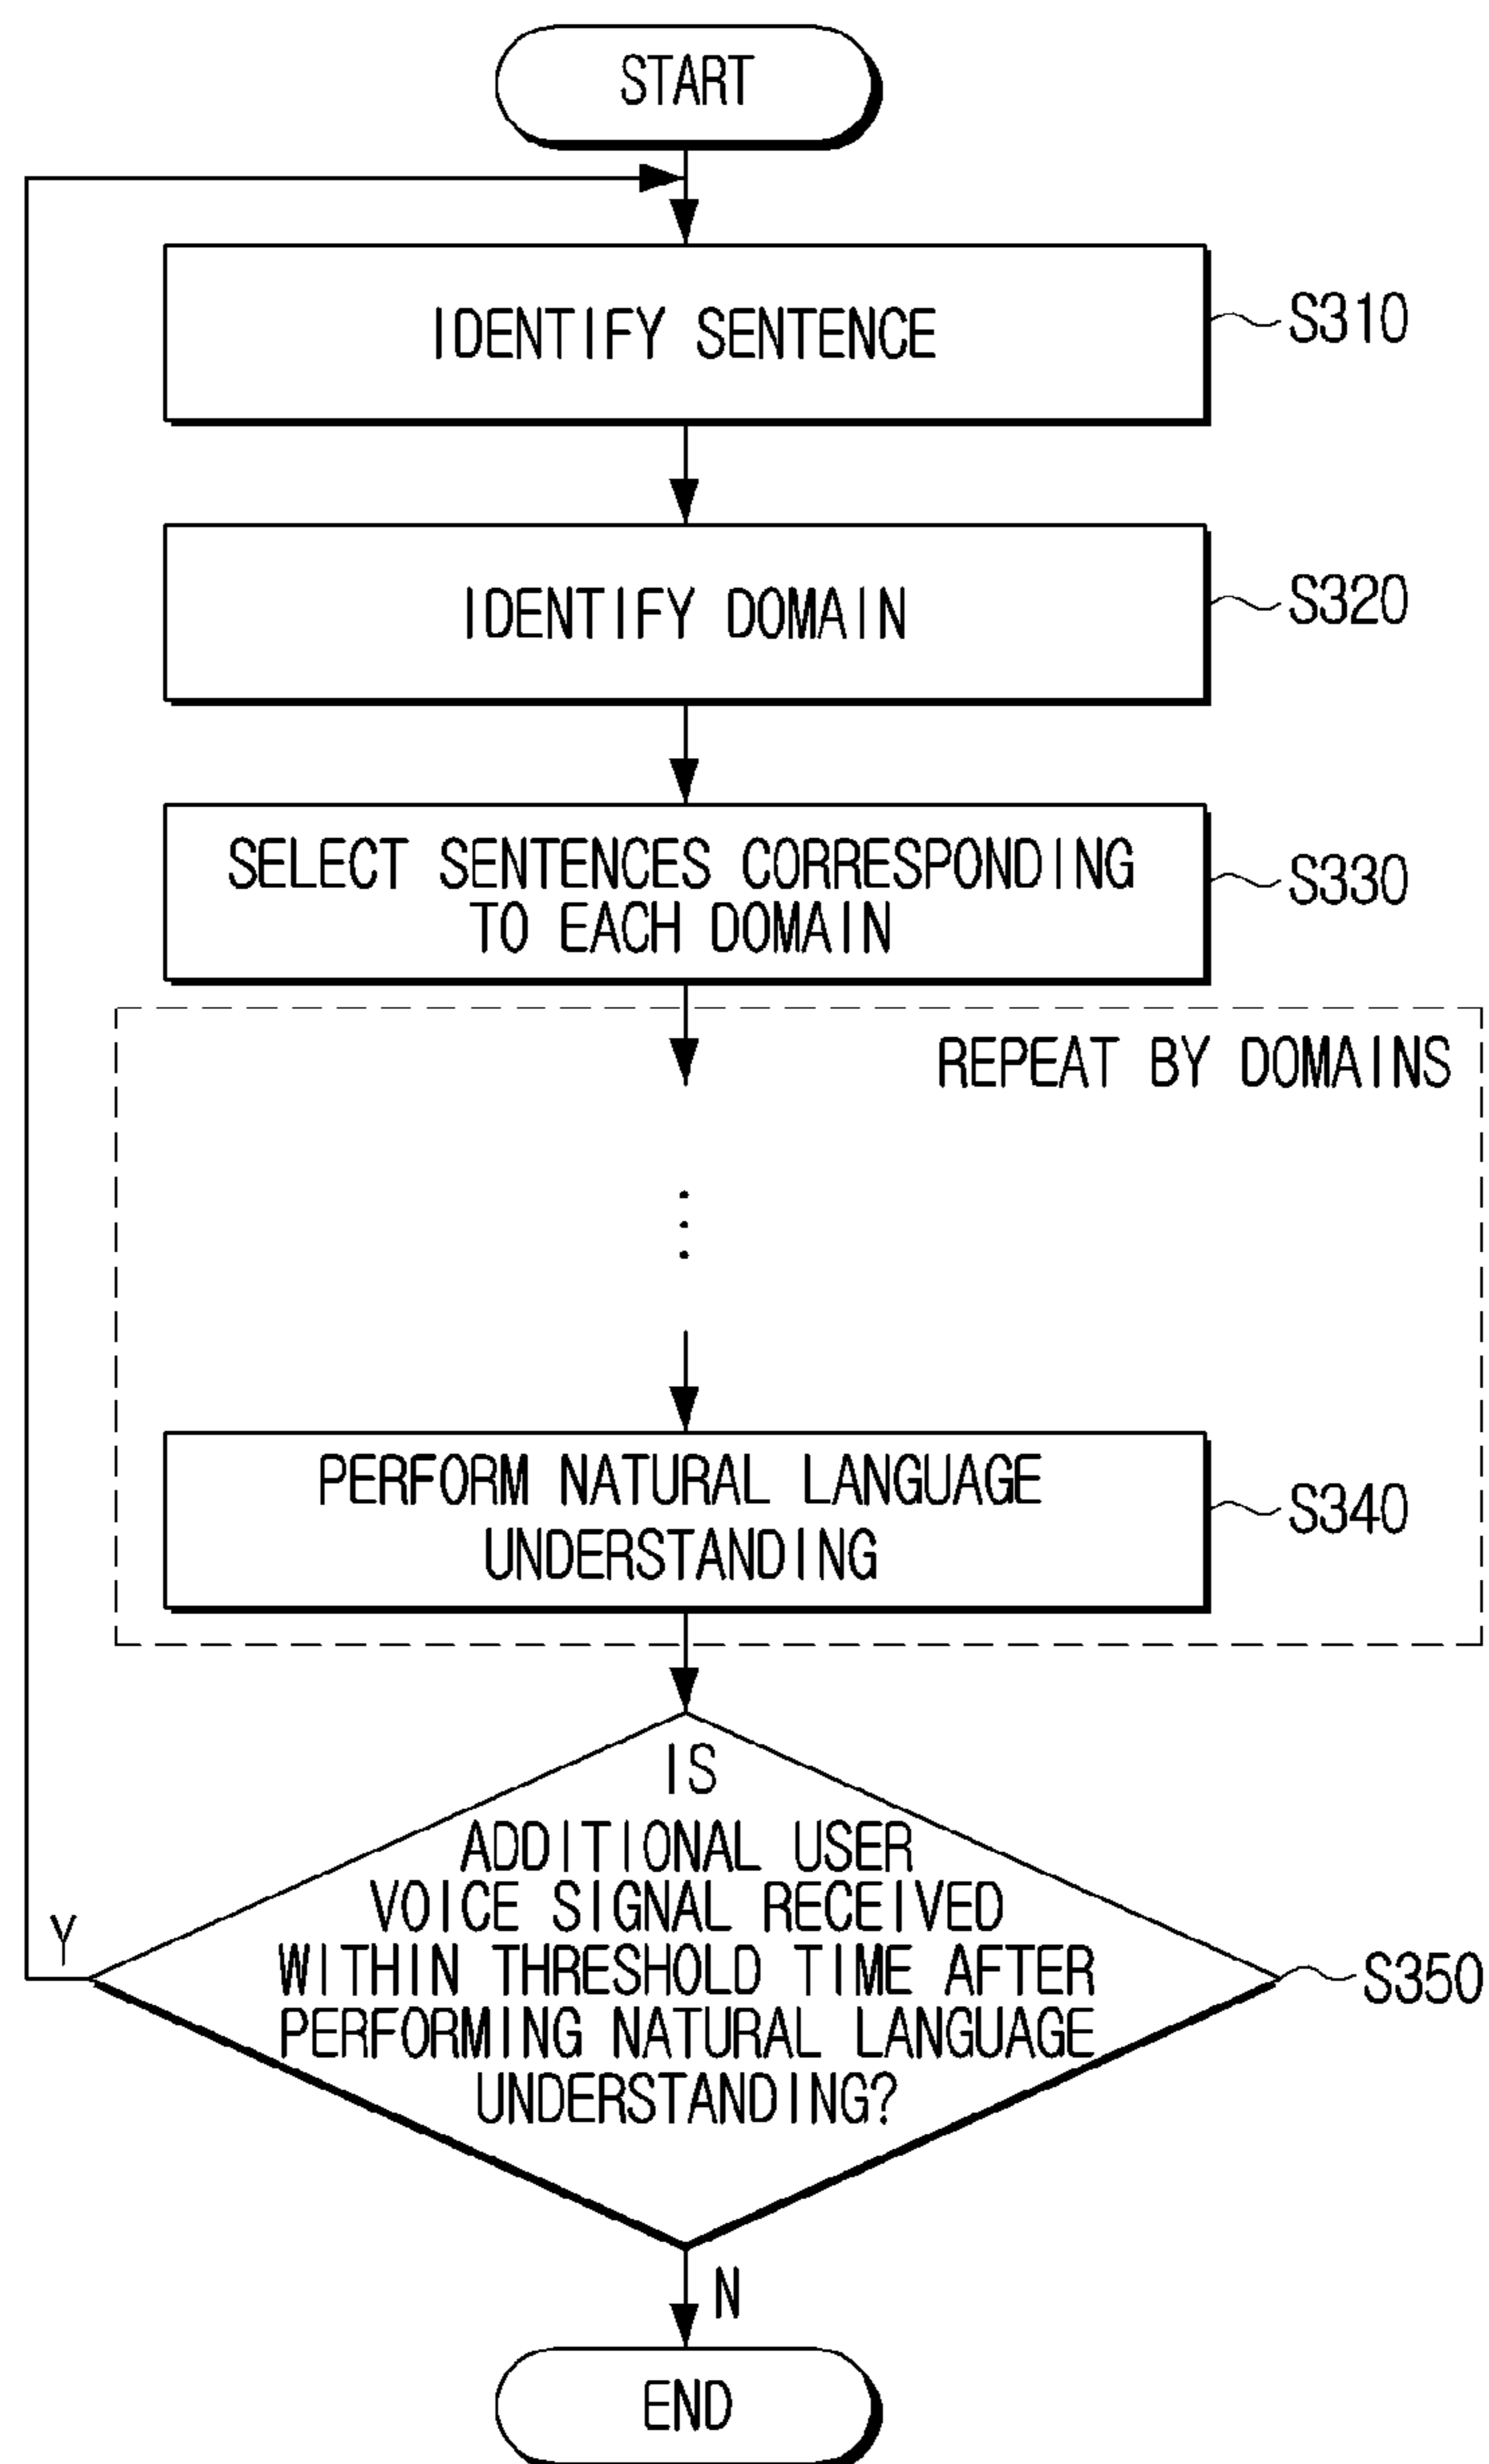 START
IDENTIFY SENTENCE
S310
IDENTIFY DOMAIN
S320
SELECT SENTENCES CORRESPONDING
TO EACH DOMAIN
S330
REPEAT BY DOMAINS
PERFORM NATURAL LANGUAGE
UNDERSTANDING
S340
IS
ADDITIONAL USER
VOICE SIGNAL RECEIVED
WITHIN THRESHOLD TIME AFTER
PERFORMING NATURAL LANGUAGE
UNDERSTANDING?
Y
S350
N
END